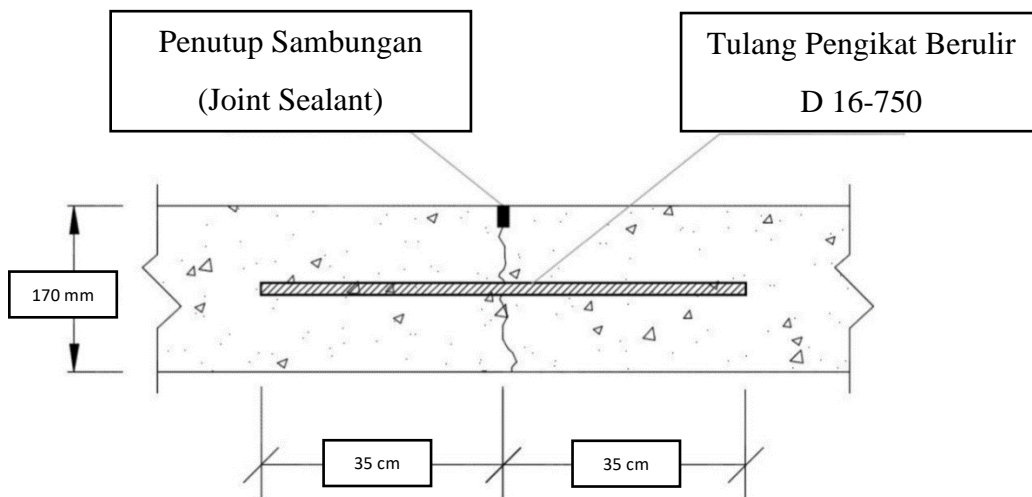 Penutup Sambungan
(Joint Sealant)
Tulang Pengikat Berulir
D 16-750
170 mm
35 cm
35 cm